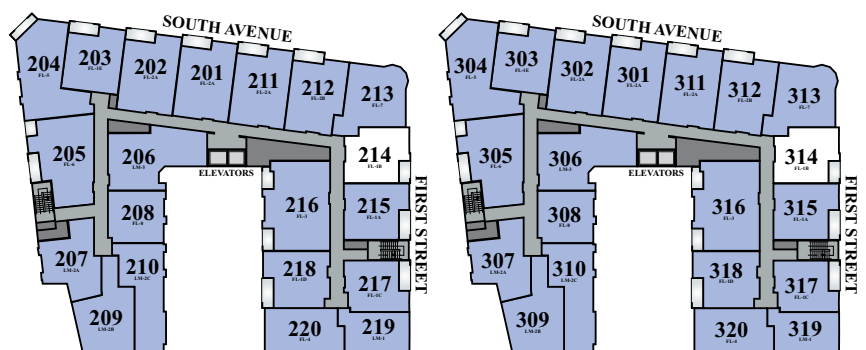 SOUTH AVENUE
204
FL-5
203
FL-1E
202
FL-2A
201
FL-2A
211
FL-2A
212
FL-2B
213
FL-7
205
FL-6
206
LM-3
ELEVATORS
214
FL-1B
208
FL-8
216
FL-3
215
FL-1A
FIRST STREET
207
LM-2A
210
LM-2C
218
FL-1D
217
FL-1C
209
LM-2B
220
FL-4
219
LM-1
SOUTH AVENUE
304
FL-5
303
FL-1E
302
FL-2A
301
FL-2A
311
FL-2A
312
FL-2B
313
FL-7
305
FL-6
306
LM-3
ELEVATORS
314
FL-1B
308
FL-8
316
FL-3
315
FL-1A
FIRST STREET
307
LM-2A
310
LM-2C
318
FL-1D
317
FL-1C
309
LM-2B
320
FL-4
319
LM-1